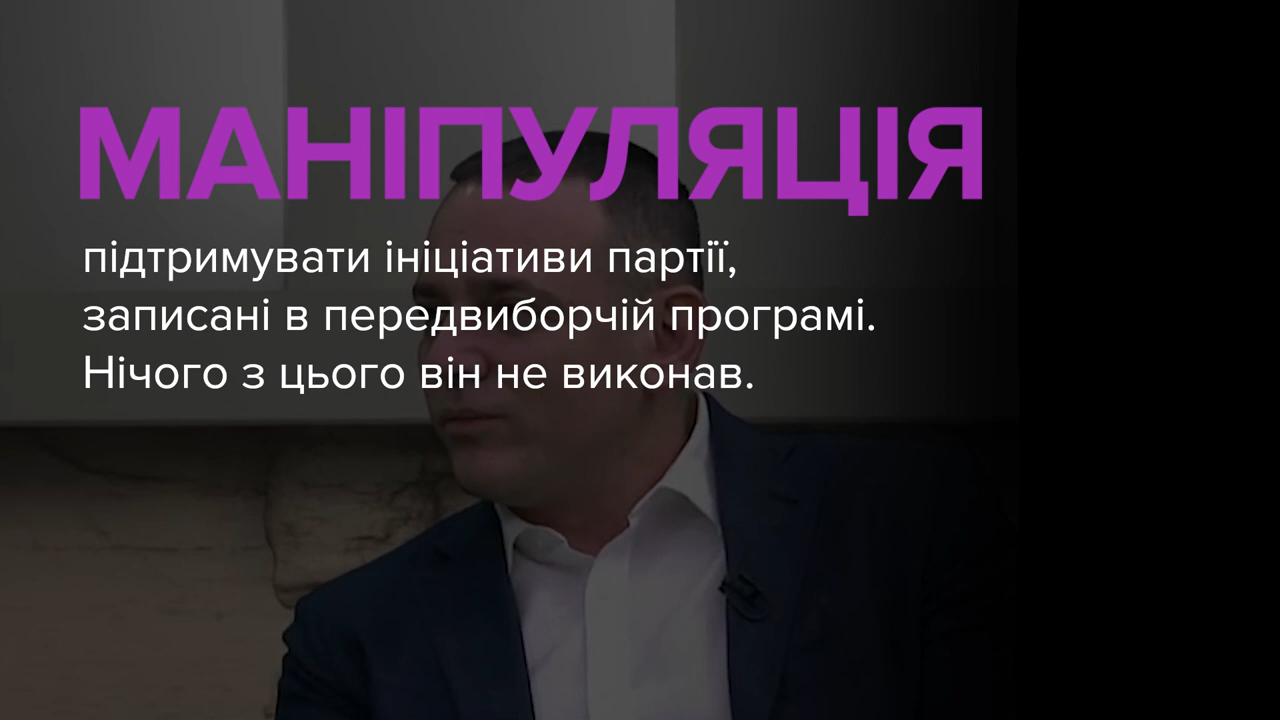 МАНІПУЛЯЦІЯ
підтримувати ініціативи партії,
записані в передвиборчій програмі.
Нічого з цього він не виконав.